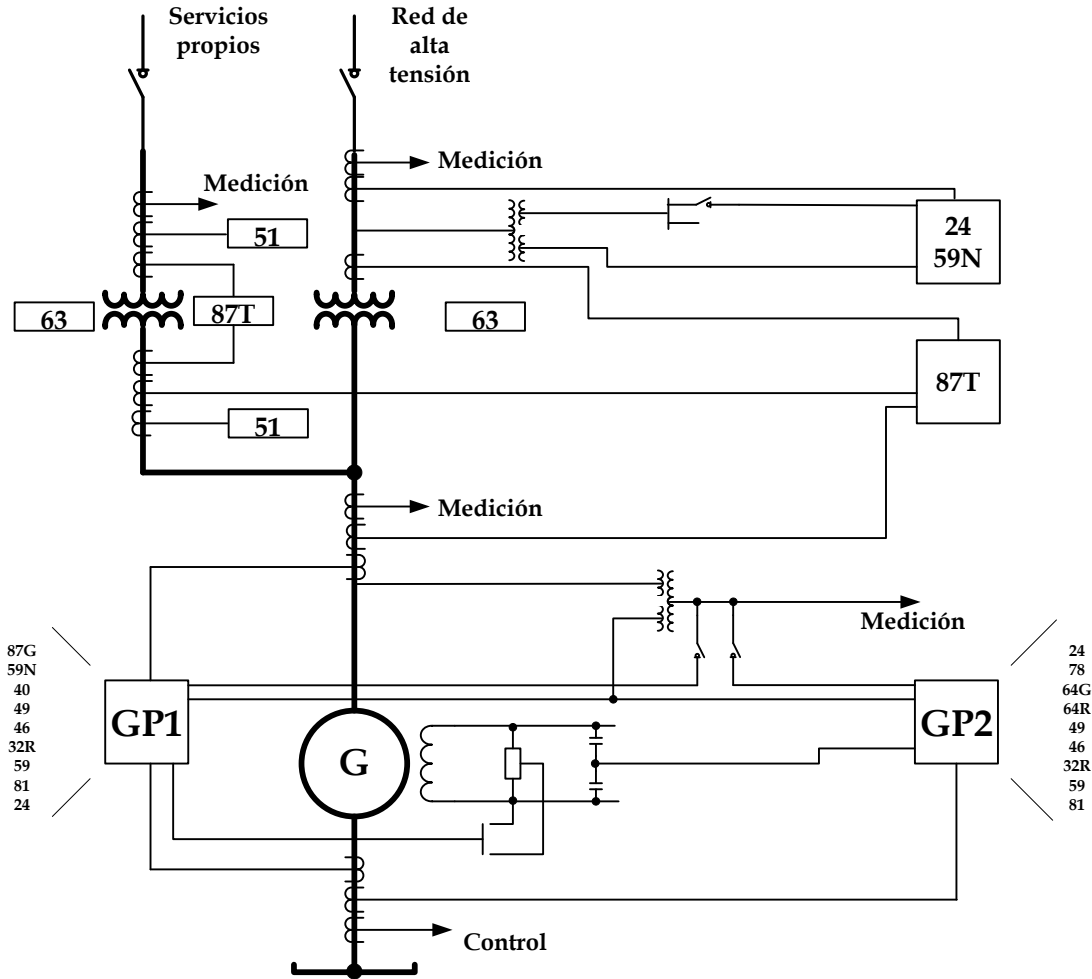 Servicios
propios
Red de
alta
tensión
Medición
Medición
51
24
59N
63
87T
63
87T
51
Medición
Medición
87G
59N
40
49
46
32R
59
81
24
GP1
G
GP2
24
78
64G
64R
49
46
32R
59
81
Control